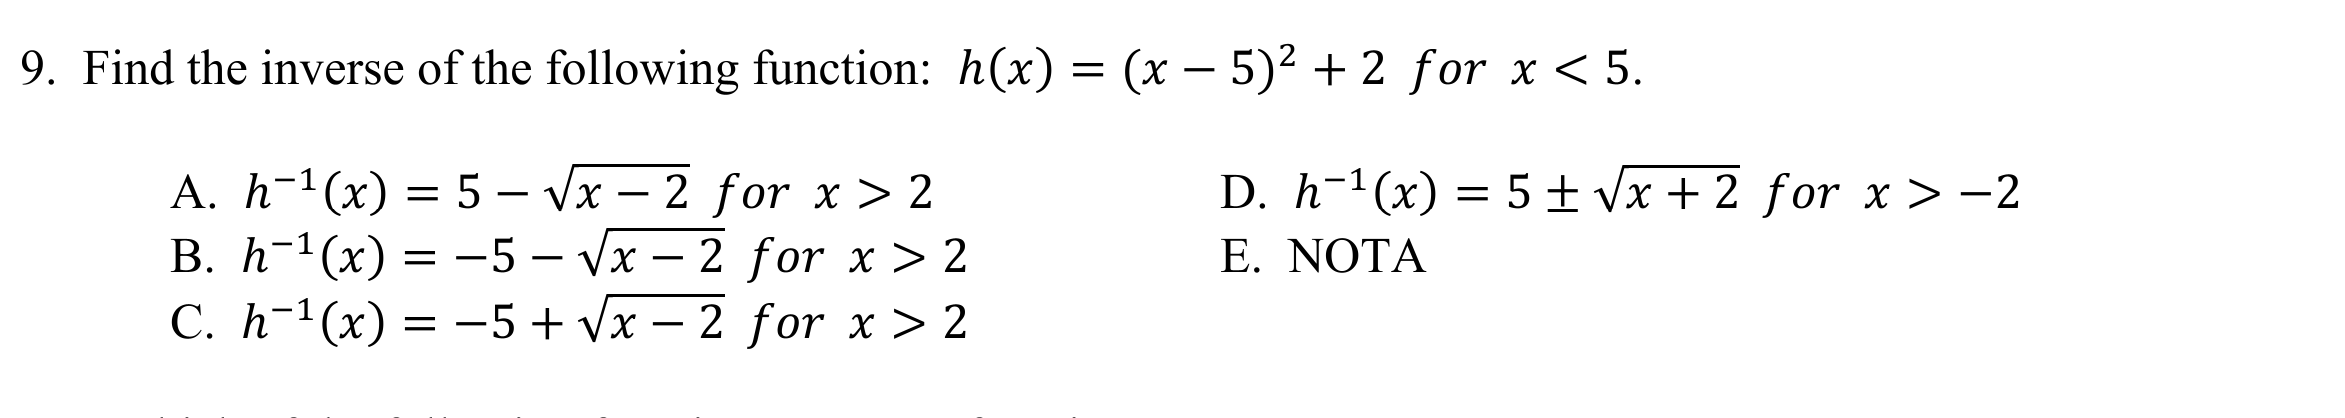 9. Find the inverse of the following function: h(x) = (x − 5)² + 2 for x < 5.
A. h⁻¹(x) = 5 − √(x − 2) for x > 2
B. h⁻¹(x) = −5 − √(x − 2) for x > 2
C. h⁻¹(x) = −5 + √(x − 2) for x > 2
D. h⁻¹(x) = 5 ± √(x + 2) for x > −2
E. NOTA